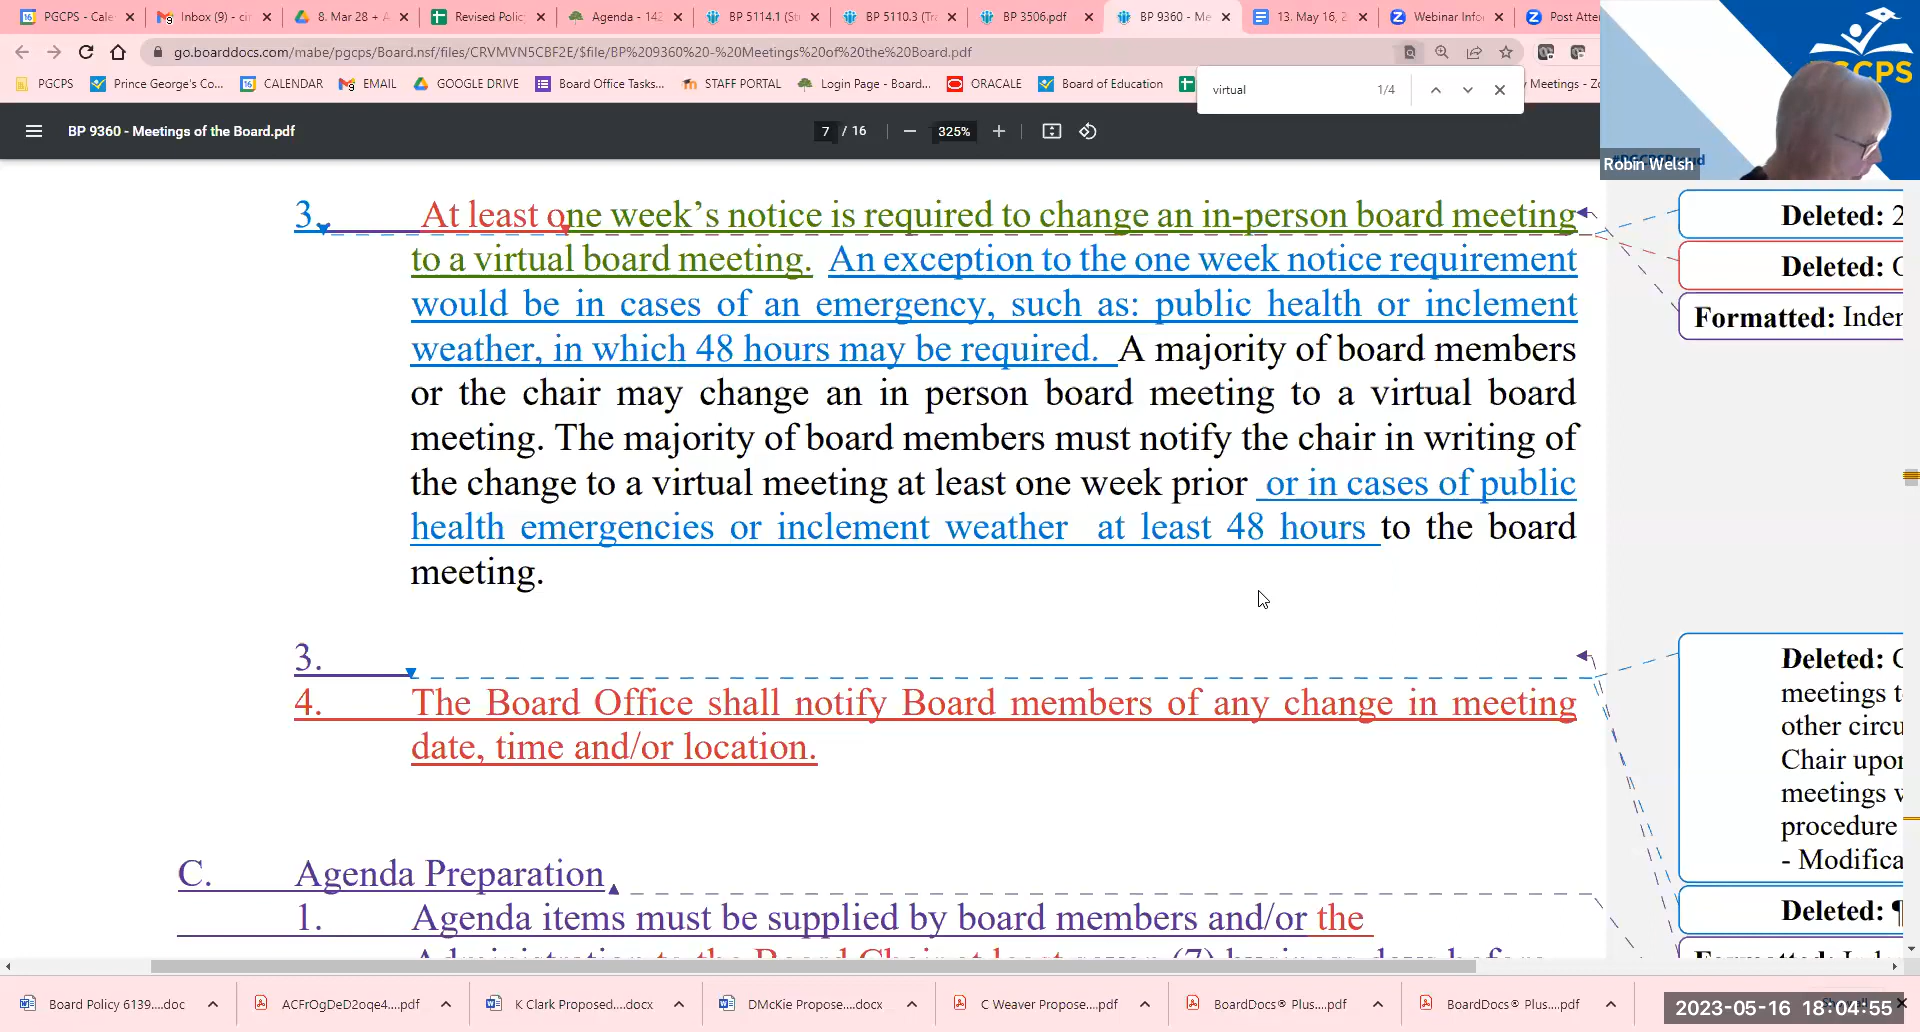 PGCPS - Cale
Inbox (9) - ci
8. Mar 28 + A
Revised Polic
Agenda - 142
BP 5114.1 (St
BP 5110.3 (Tr
BP 3506.pdf
BP 9360 - Me
13. May 16, 2
Webinar Info
Post Atte
go.boarddocs.com/mabe/pgcps/Board.nsf/files/CRVMVN5CBF2E/$file/BP%209360%20-%20Meetings%20of%20the%20Board.pdf
PGCPS
Prince George's Co...
CALENDAR
EMAIL
GOOGLE DRIVE
Board Office Tasks...
STAFF PORTAL
Login Page - Board...
ORACALE
Board of Education
Meetings - Zo
virtual 1/4
BP 9360 - Meetings of the Board.pdf
7 / 16
325%
Robin Welsh
3. At least one week's notice is required to change an in-person board meeting
to a virtual board meeting. An exception to the one week notice requirement
would be in cases of an emergency, such as: public health or inclement
weather, in which 48 hours may be required. A majority of board members
or the chair may change an in person board meeting to a virtual board
meeting. The majority of board members must notify the chair in writing of
the change to a virtual meeting at least one week prior or in cases of public
health emergencies or inclement weather at least 48 hours to the board
meeting.
3.
4. The Board Office shall notify Board members of any change in meeting
date, time and/or location.
C. Agenda Preparation
1. Agenda items must be supplied by board members and/or the
Administration to the Board Chair at least seven (7) business days before
Deleted: 2
Deleted: C
Formatted: Inder
Deleted: C
meetings t
other circu
Chair upon
meetings v
procedure
- Modifica
Deleted: ¶
Board Policy 6139....doc
ACFrOgDeD2oqe4....pdf
K Clark Proposed....docx
DMcKie Propose....docx
C Weaver Propose....pdf
BoardDocs® Plus....pdf
BoardDocs® Plus....pdf
2023-05-16 18:04:55